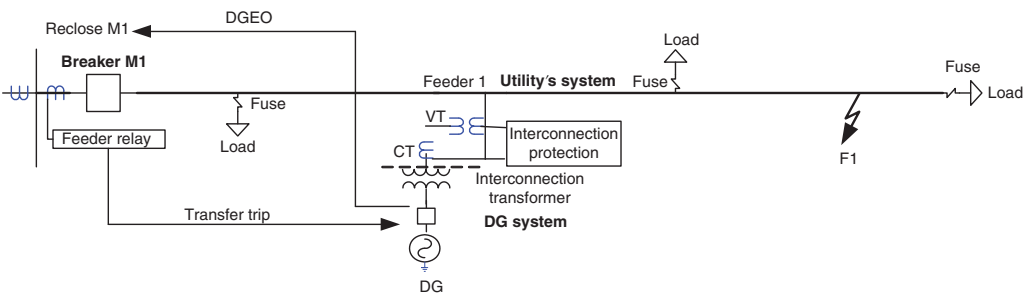 DGEO
Reclose M1
Breaker M1
Load
Fuse
Feeder 1
Utility's system
Fuse
Load
Fuse
VT
Interconnection
protection
Feeder relay
Load
CT
F1
Interconnection
transformer
Transfer trip
DG system
DG